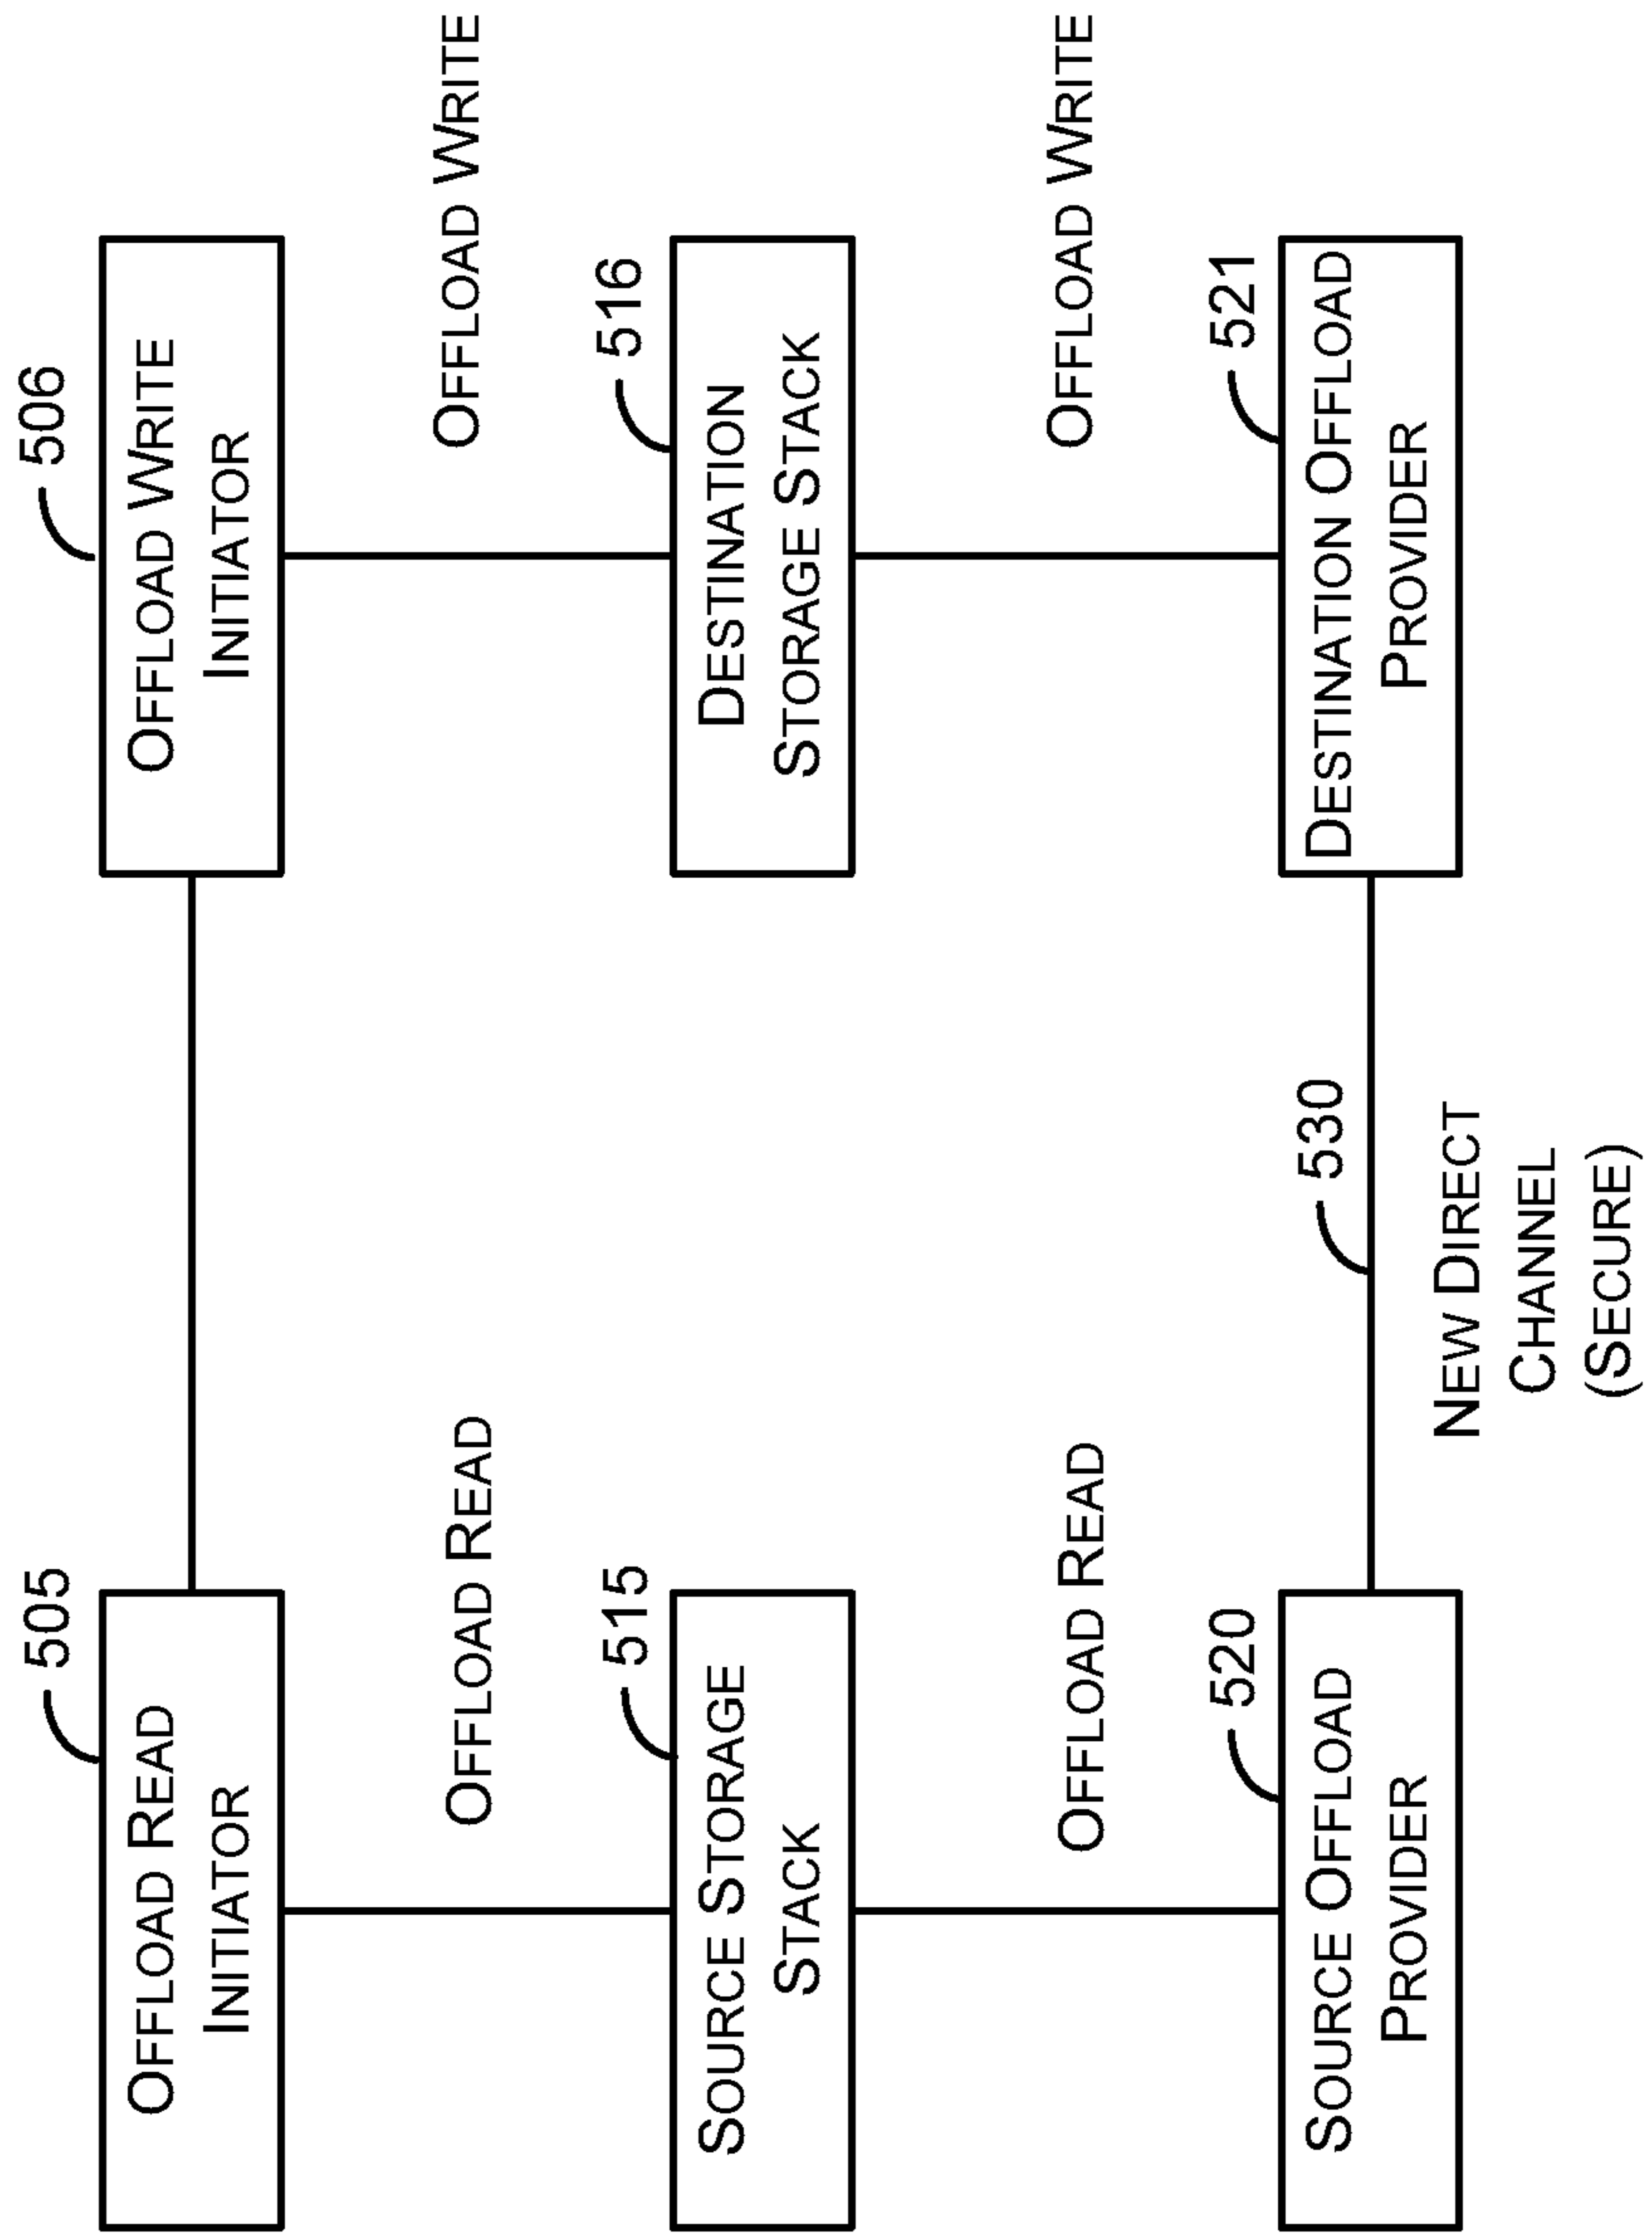 505
OFFLOAD READ
INITIATOR
506
OFFLOAD WRITE
INITIATOR
OFFLOAD READ
OFFLOAD WRITE
515
SOURCE STORAGE
STACK
516
DESTINATION
STORAGE STACK
OFFLOAD READ
OFFLOAD WRITE
520
SOURCE OFFLOAD
PROVIDER
530
521
DESTINATION OFFLOAD
PROVIDER
NEW DIRECT
CHANNEL
(SECURE)